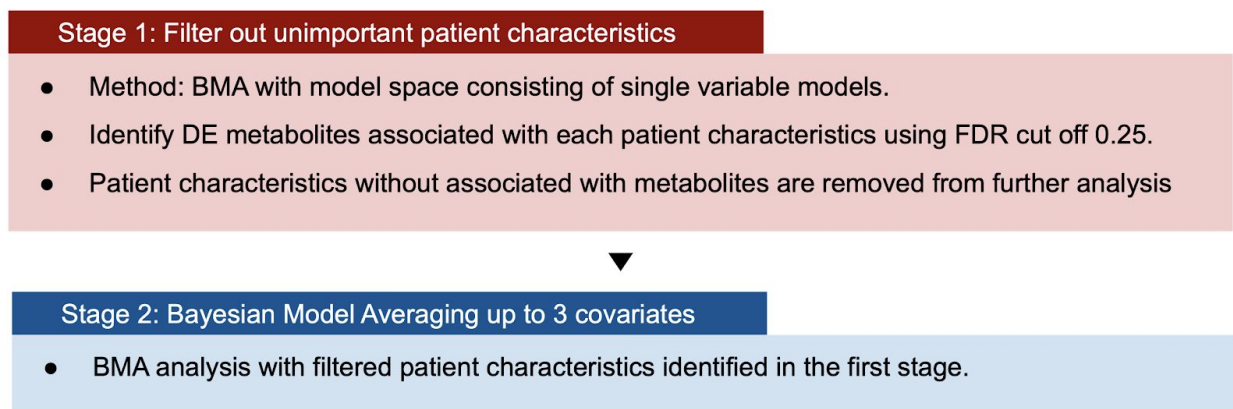 Stage 1: Filter out unimportant patient characteristics
● Method: BMA with model space consisting of single variable models.
● Identify DE metabolites associated with each patient characteristics using FDR cut off 0.25.
● Patient characteristics without associated with metabolites are removed from further analysis
Stage 2: Bayesian Model Averaging up to 3 covariates
● BMA analysis with filtered patient characteristics identified in the first stage.